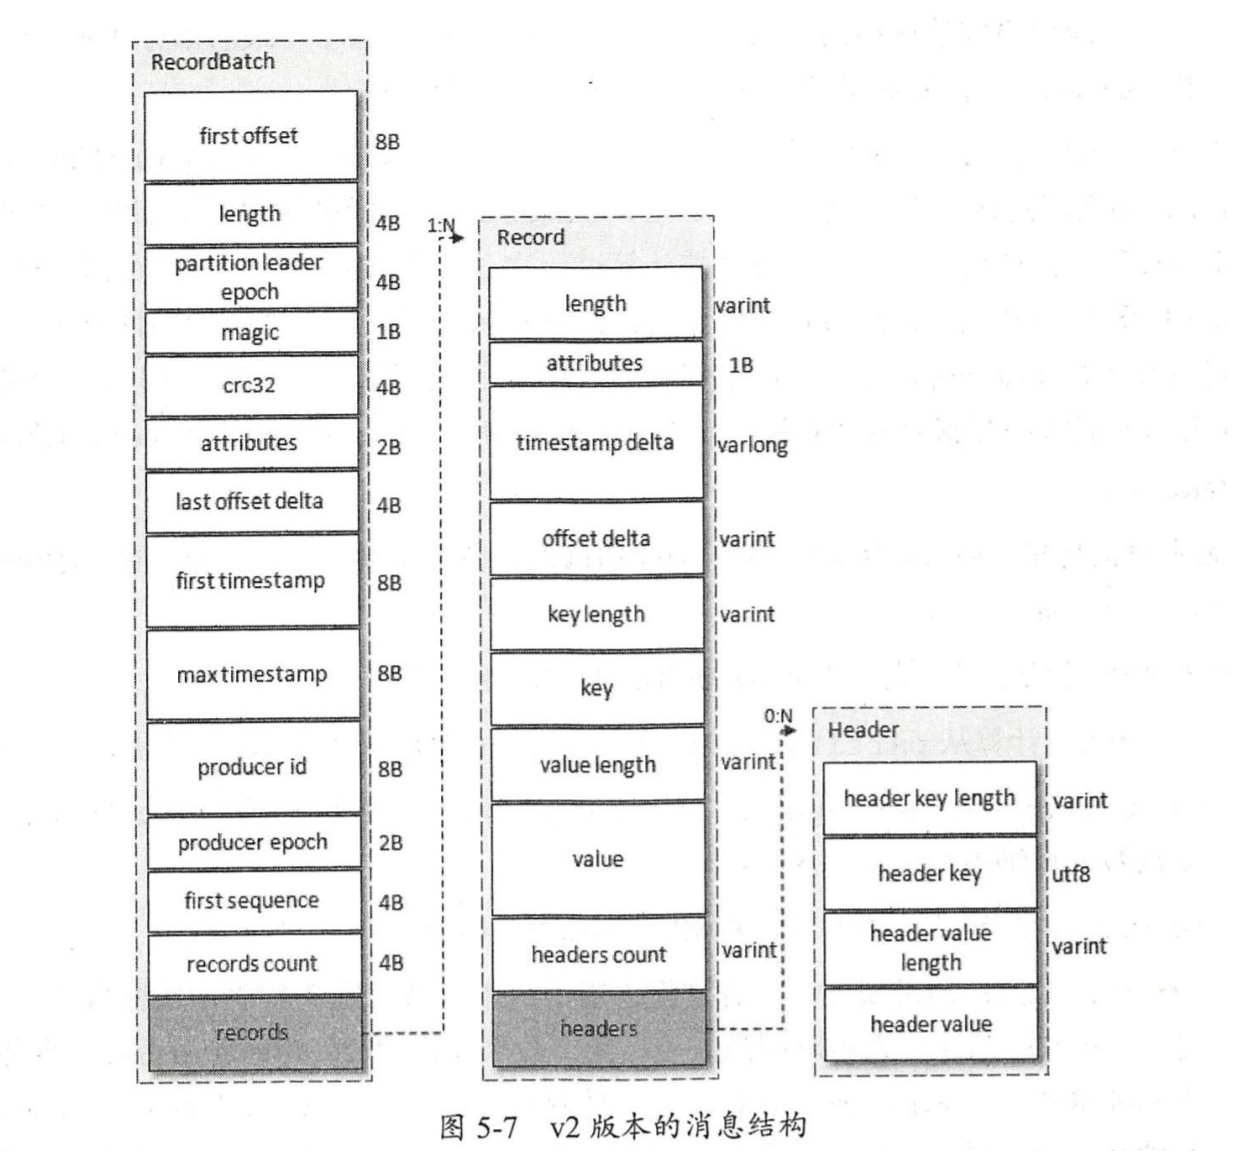 RecordBatch
first offset
8B
length
4B
partition leader
epoch
4B
magic
1B
crc32
4B
attributes
2B
last offset delta
4B
first timestamp
8B
max timestamp
8B
producer id
8B
producer epoch
2B
first sequence
4B
records count
4B
records
1:N
Record
length
varint
attributes
1B
timestamp delta
varlong
offset delta
varint
key length
varint
key
value length
varint
value
headers count
varint
headers
0:N
Header
header key length
varint
header key
utf8
header value
length
varint
header value
图 5-7 v2 版本的消息结构